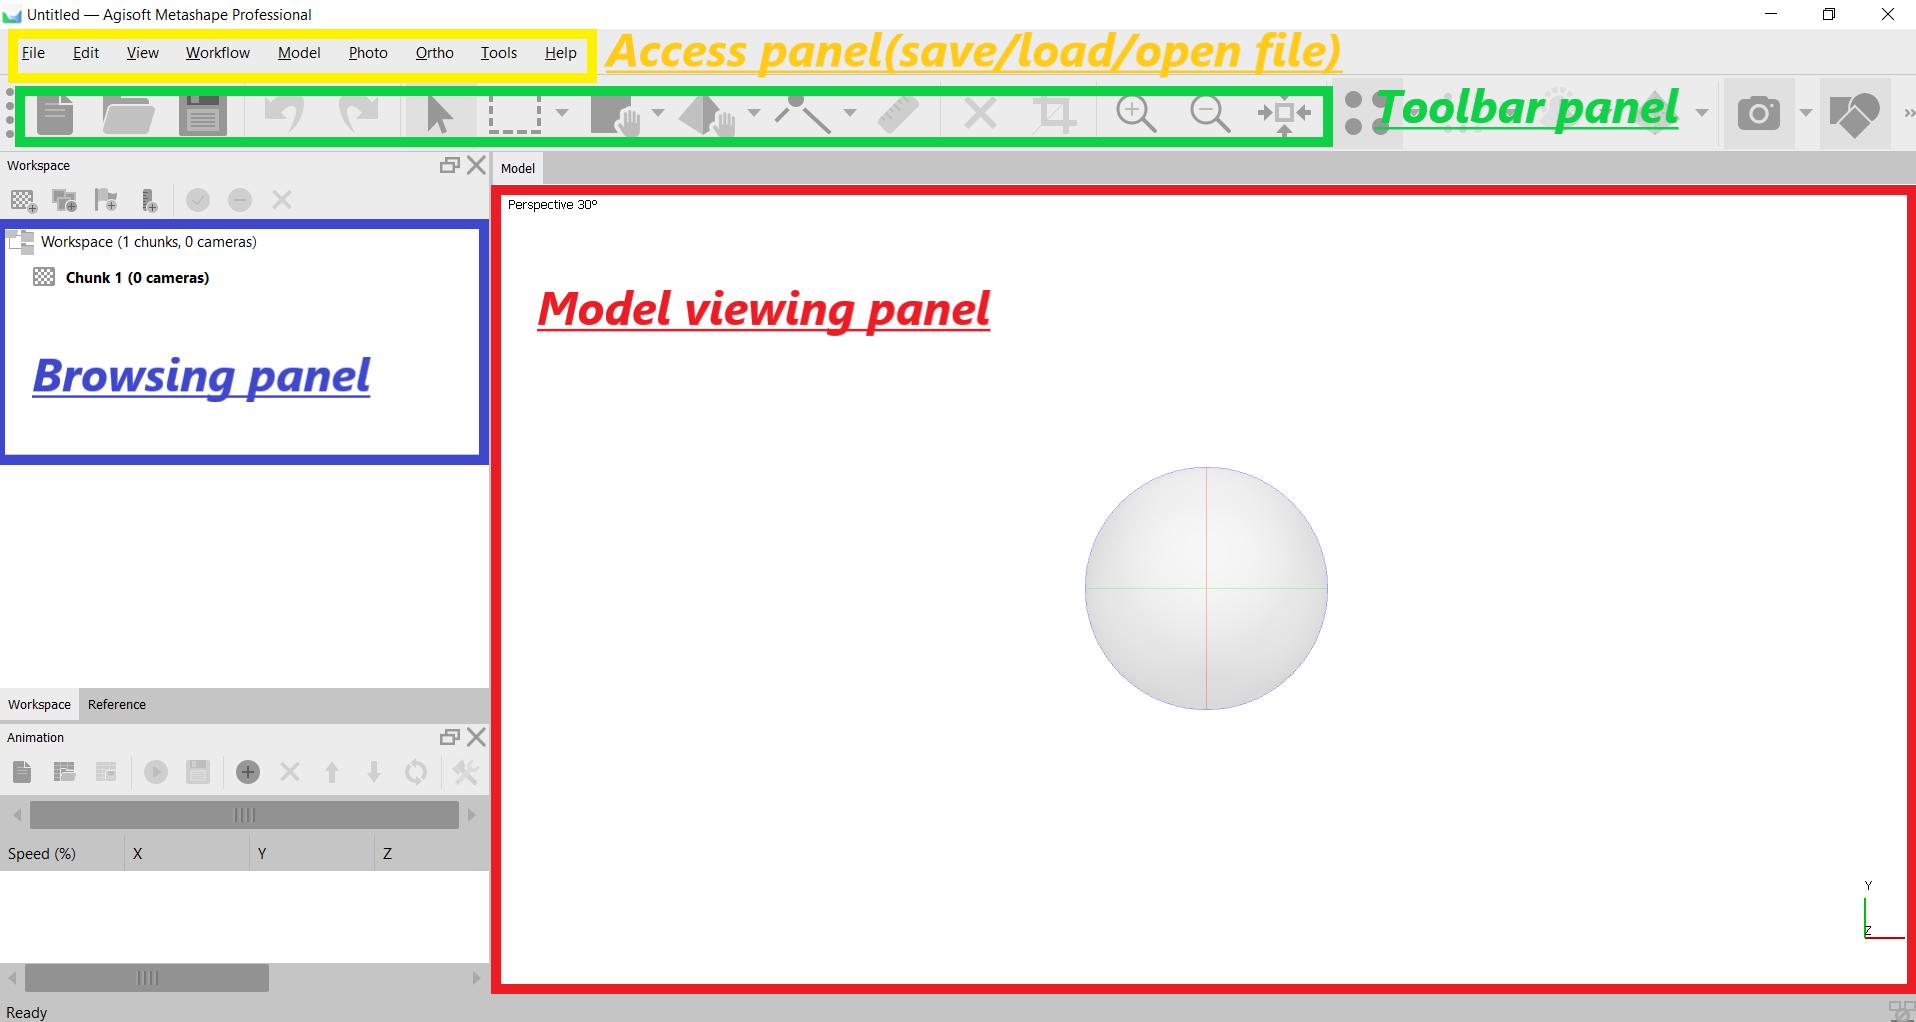 Untitled — Agisoft Metashape Professional
File Edit View Workflow Model Photo Ortho Tools Help
Access panel(save/load/open file)
Toolbar panel
Workspace
Model
Perspective 30°
Workspace (1 chunks, 0 cameras)
Chunk 1 (0 cameras)
Model viewing panel
Browsing panel
Workspace Reference
Animation
Speed (%) X Y Z
Y
Z
Ready